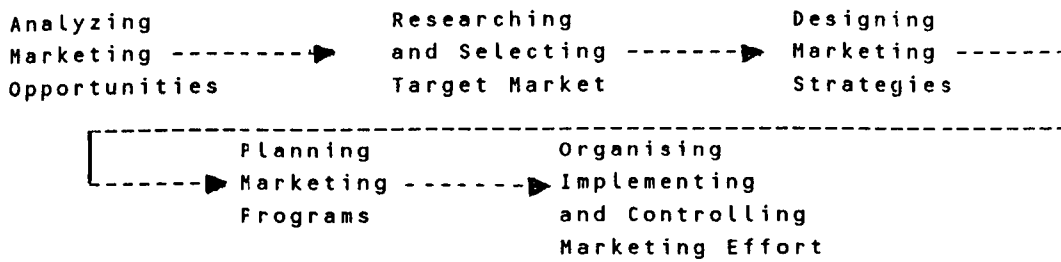 Analyzing Researching Designing
Marketing and Selecting Marketing
Opportunities Target Market Strategies
Planning Organising
Marketing Implementing
Frograms and Controlling
Marketing Effort